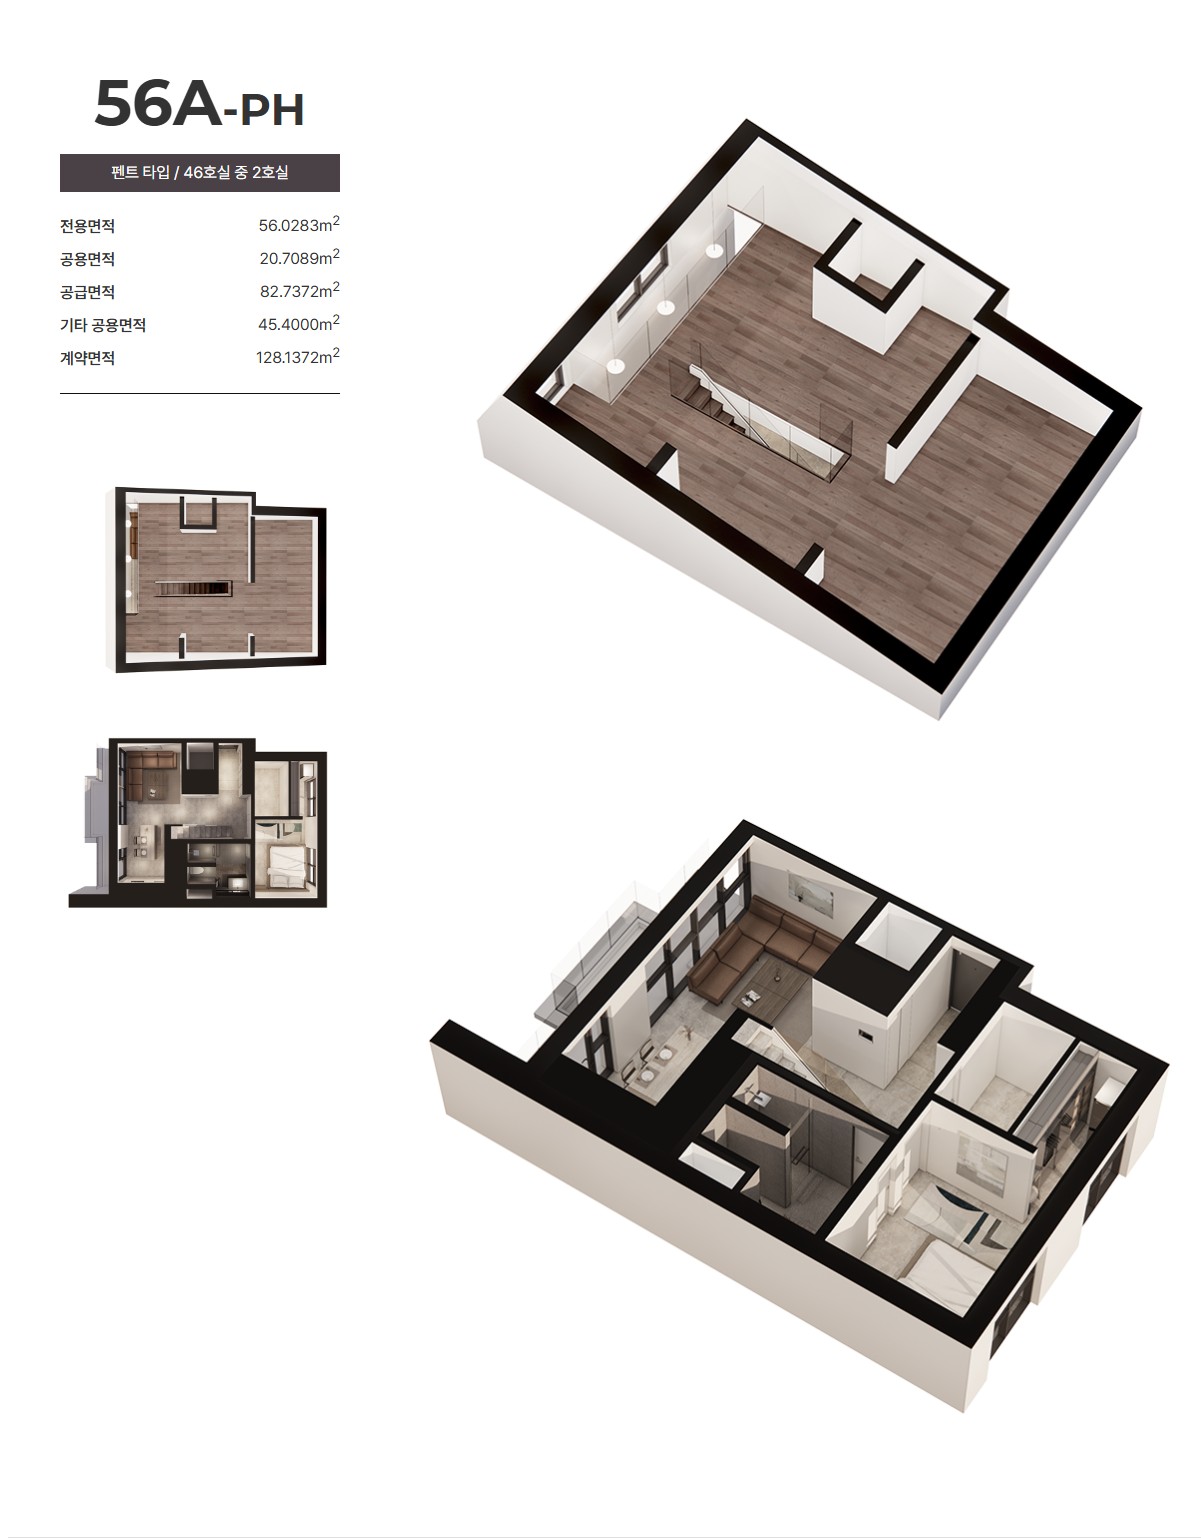 56A-PH
펜트 타입 / 46호실 중 2호실
전용면적 56.0283m²
공용면적 20.7089m²
공급면적 82.7372m²
기타 공용면적 45.4000m²
계약면적 128.1372m²